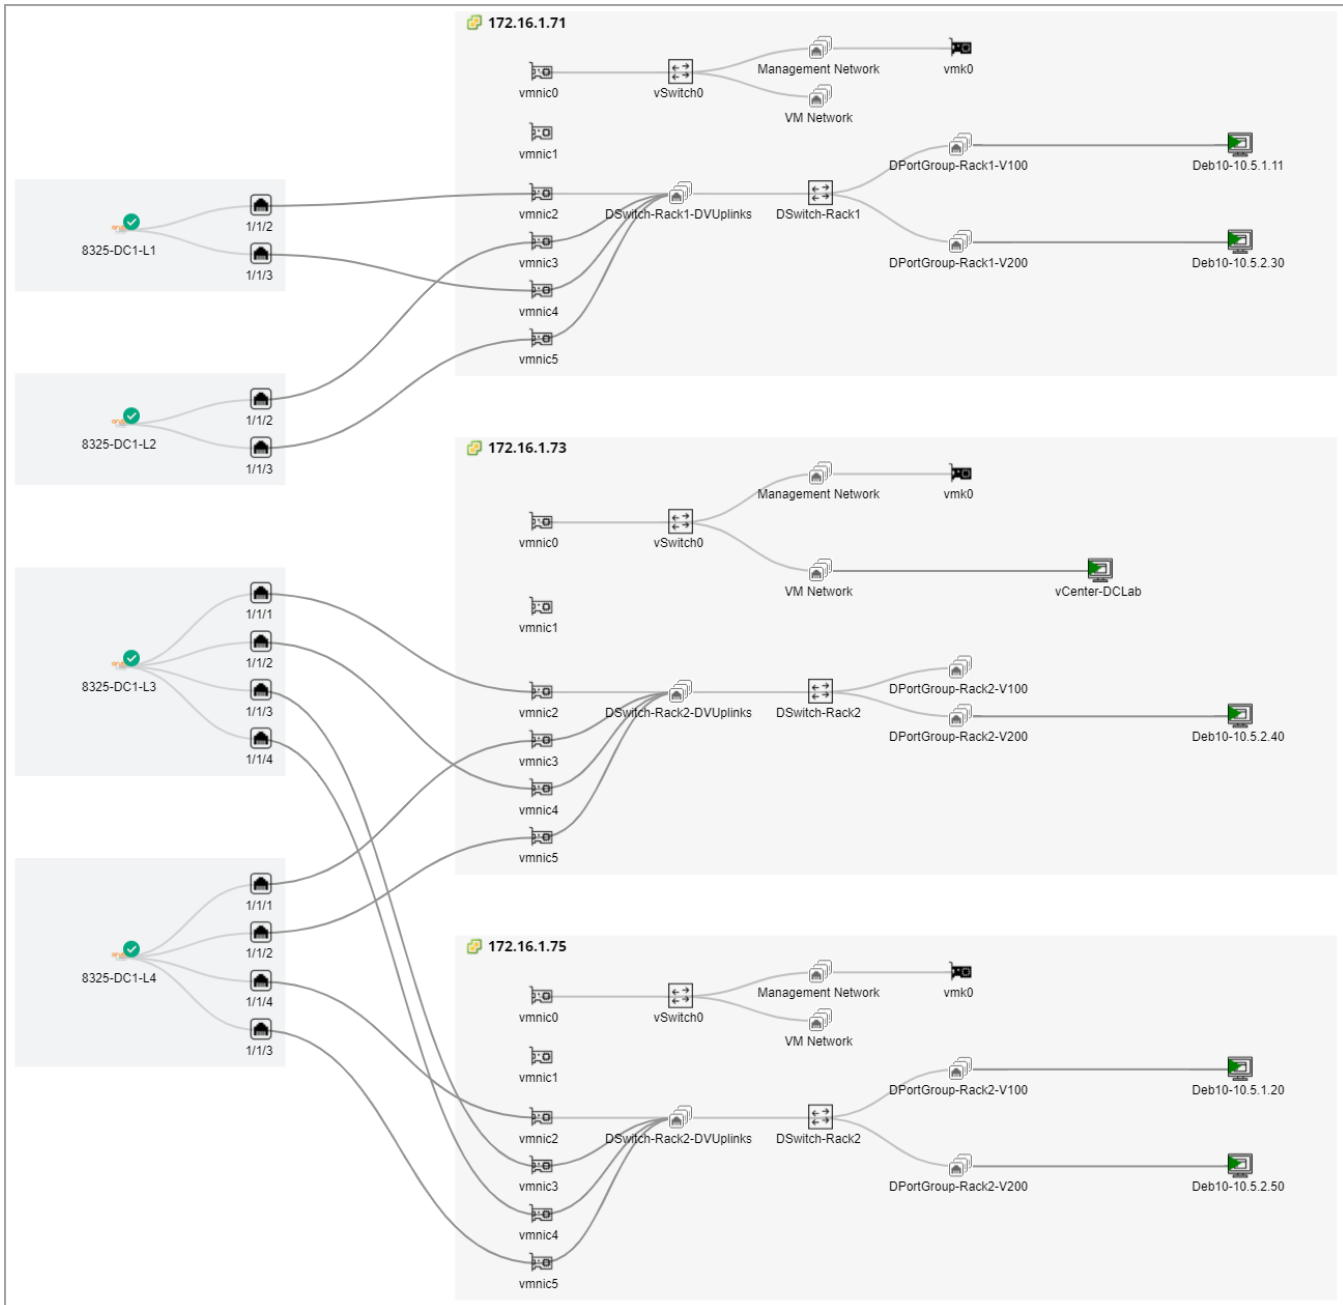 172.16.1.71
Management Network
vmk0
vmnic0
vSwitch0
VM Network
vmnic1
DPortGroup-Rack1-V100
Deb10-10.5.1.11
vmnic2
DSwitch-Rack1-DVUplinks
DSwitch-Rack1
vmnic3
DPortGroup-Rack1-V200
Deb10-10.5.2.30
vmnic4
vmnic5
8325-DC1-L1
1/1/2
1/1/3
8325-DC1-L2
1/1/2
1/1/3
172.16.1.73
Management Network
vmk0
vmnic0
vSwitch0
VM Network
vCenter-DCLab
vmnic1
DPortGroup-Rack2-V100
vmnic2
DSwitch-Rack2-DVUplinks
DSwitch-Rack2
DPortGroup-Rack2-V200
Deb10-10.5.2.40
vmnic3
vmnic4
vmnic5
8325-DC1-L3
1/1/1
1/1/2
1/1/3
1/1/4
8325-DC1-L4
1/1/1
1/1/2
1/1/4
1/1/3
172.16.1.75
Management Network
vmk0
vmnic0
vSwitch0
VM Network
vmnic1
DPortGroup-Rack2-V100
Deb10-10.5.1.20
vmnic2
DSwitch-Rack2-DVUplinks
DSwitch-Rack2
vmnic3
DPortGroup-Rack2-V200
Deb10-10.5.2.50
vmnic4
vmnic5